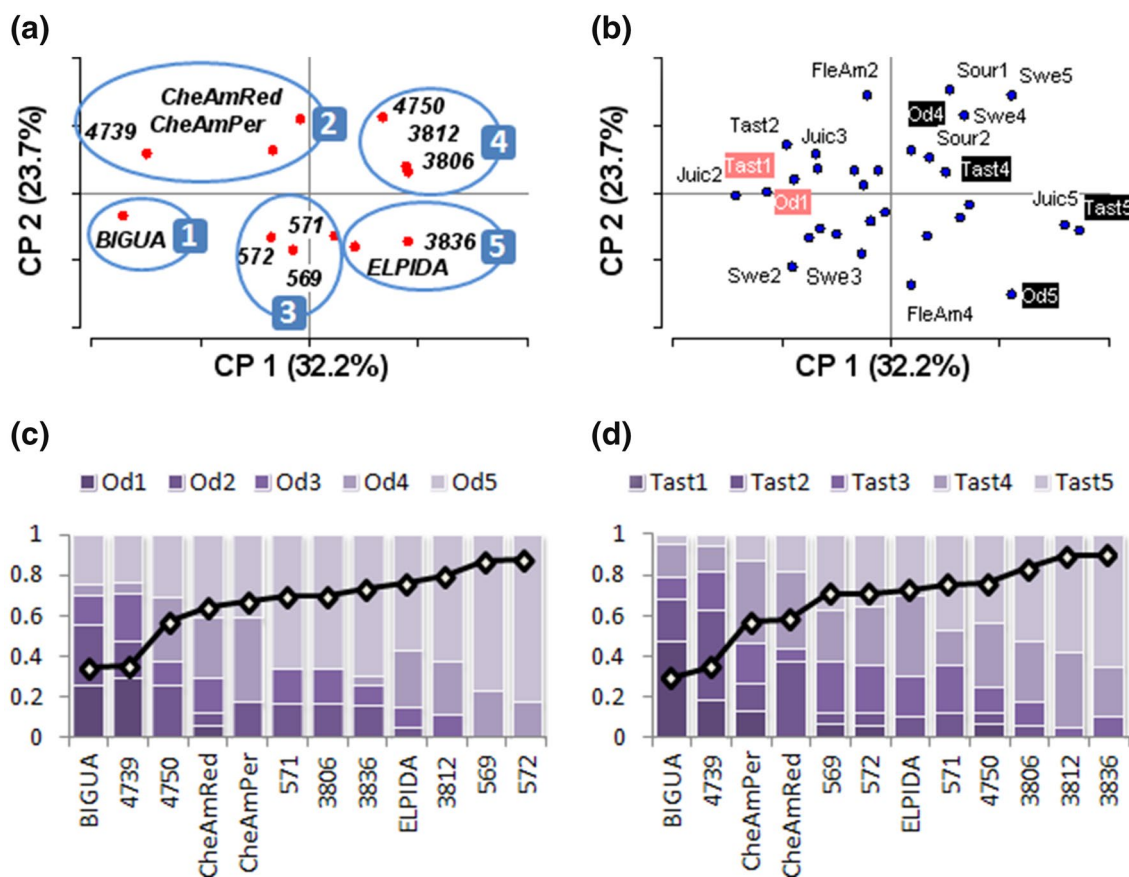 (a)
(b)
CheAmRed
CheAmPer
4739
2
4750
3812
3806
4
BIGUA
1
572
571
569
3
ELPIDA
3836
5
CP 2 (23.7%)
CP 1 (32.2%)
FleAm2
Sour1
Swe5
Od4
Swe4
Tast2
Juic3
Sour2
Tast1
Tast4
Juic2
Od1
Juic5
Tast5
Swe2
Swe3
FleAm4
Od5
CP 2 (23.7%)
CP 1 (32.2%)
(c)
(d)
Od1 Od2 Od3 Od4 Od5
1
0.8
0.6
0.4
0.2
0
BIGUA
4739
4750
CheAmRed
CheAmPer
571
3806
3836
ELPIDA
3812
569
572
Tast1 Tast2 Tast3 Tast4 Tast5
1
0.8
0.6
0.4
0.2
0
BIGUA
4739
CheAmPer
CheAmRed
569
572
ELPIDA
571
4750
3806
3812
3836